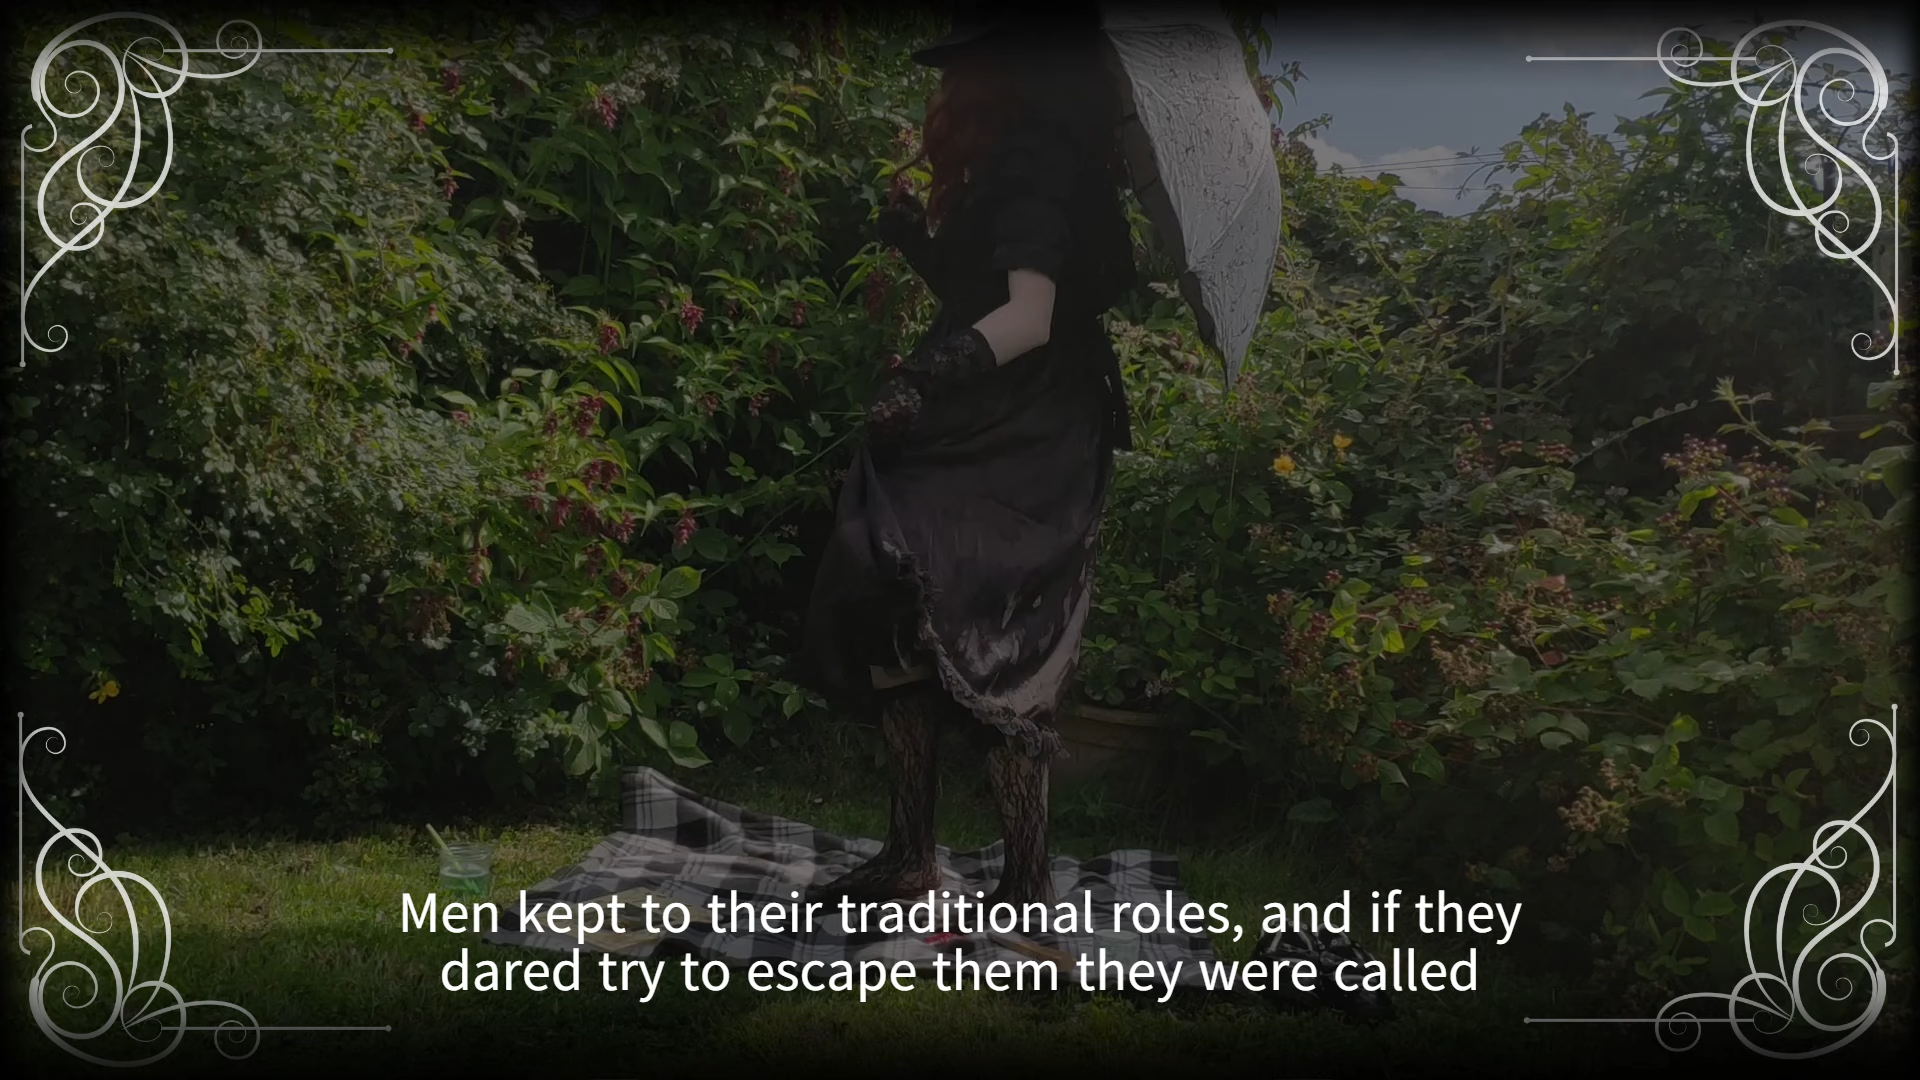 Men kept to their traditional roles, and if they
dared try to escape them they were called